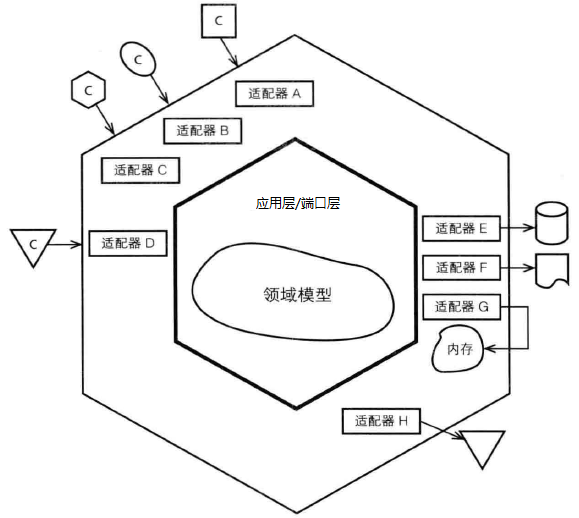 C
C
C
适配器 A
适配器 B
适配器 C
应用层/端口层
C
适配器 D
适配器 E
适配器 F
领域模型
适配器 G
内存
适配器 H